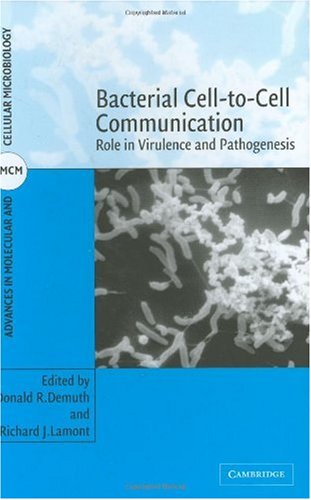 Bacterial Cell-to-Cell
Communication
Role in Virulence and Pathogenesis
ADVANCES IN MOLECULAR AND
MCM
CELLULAR MICROBIOLOGY
Edited by
Donald R.Demuth
and
Richard J.Lamont
CAMBRIDGE